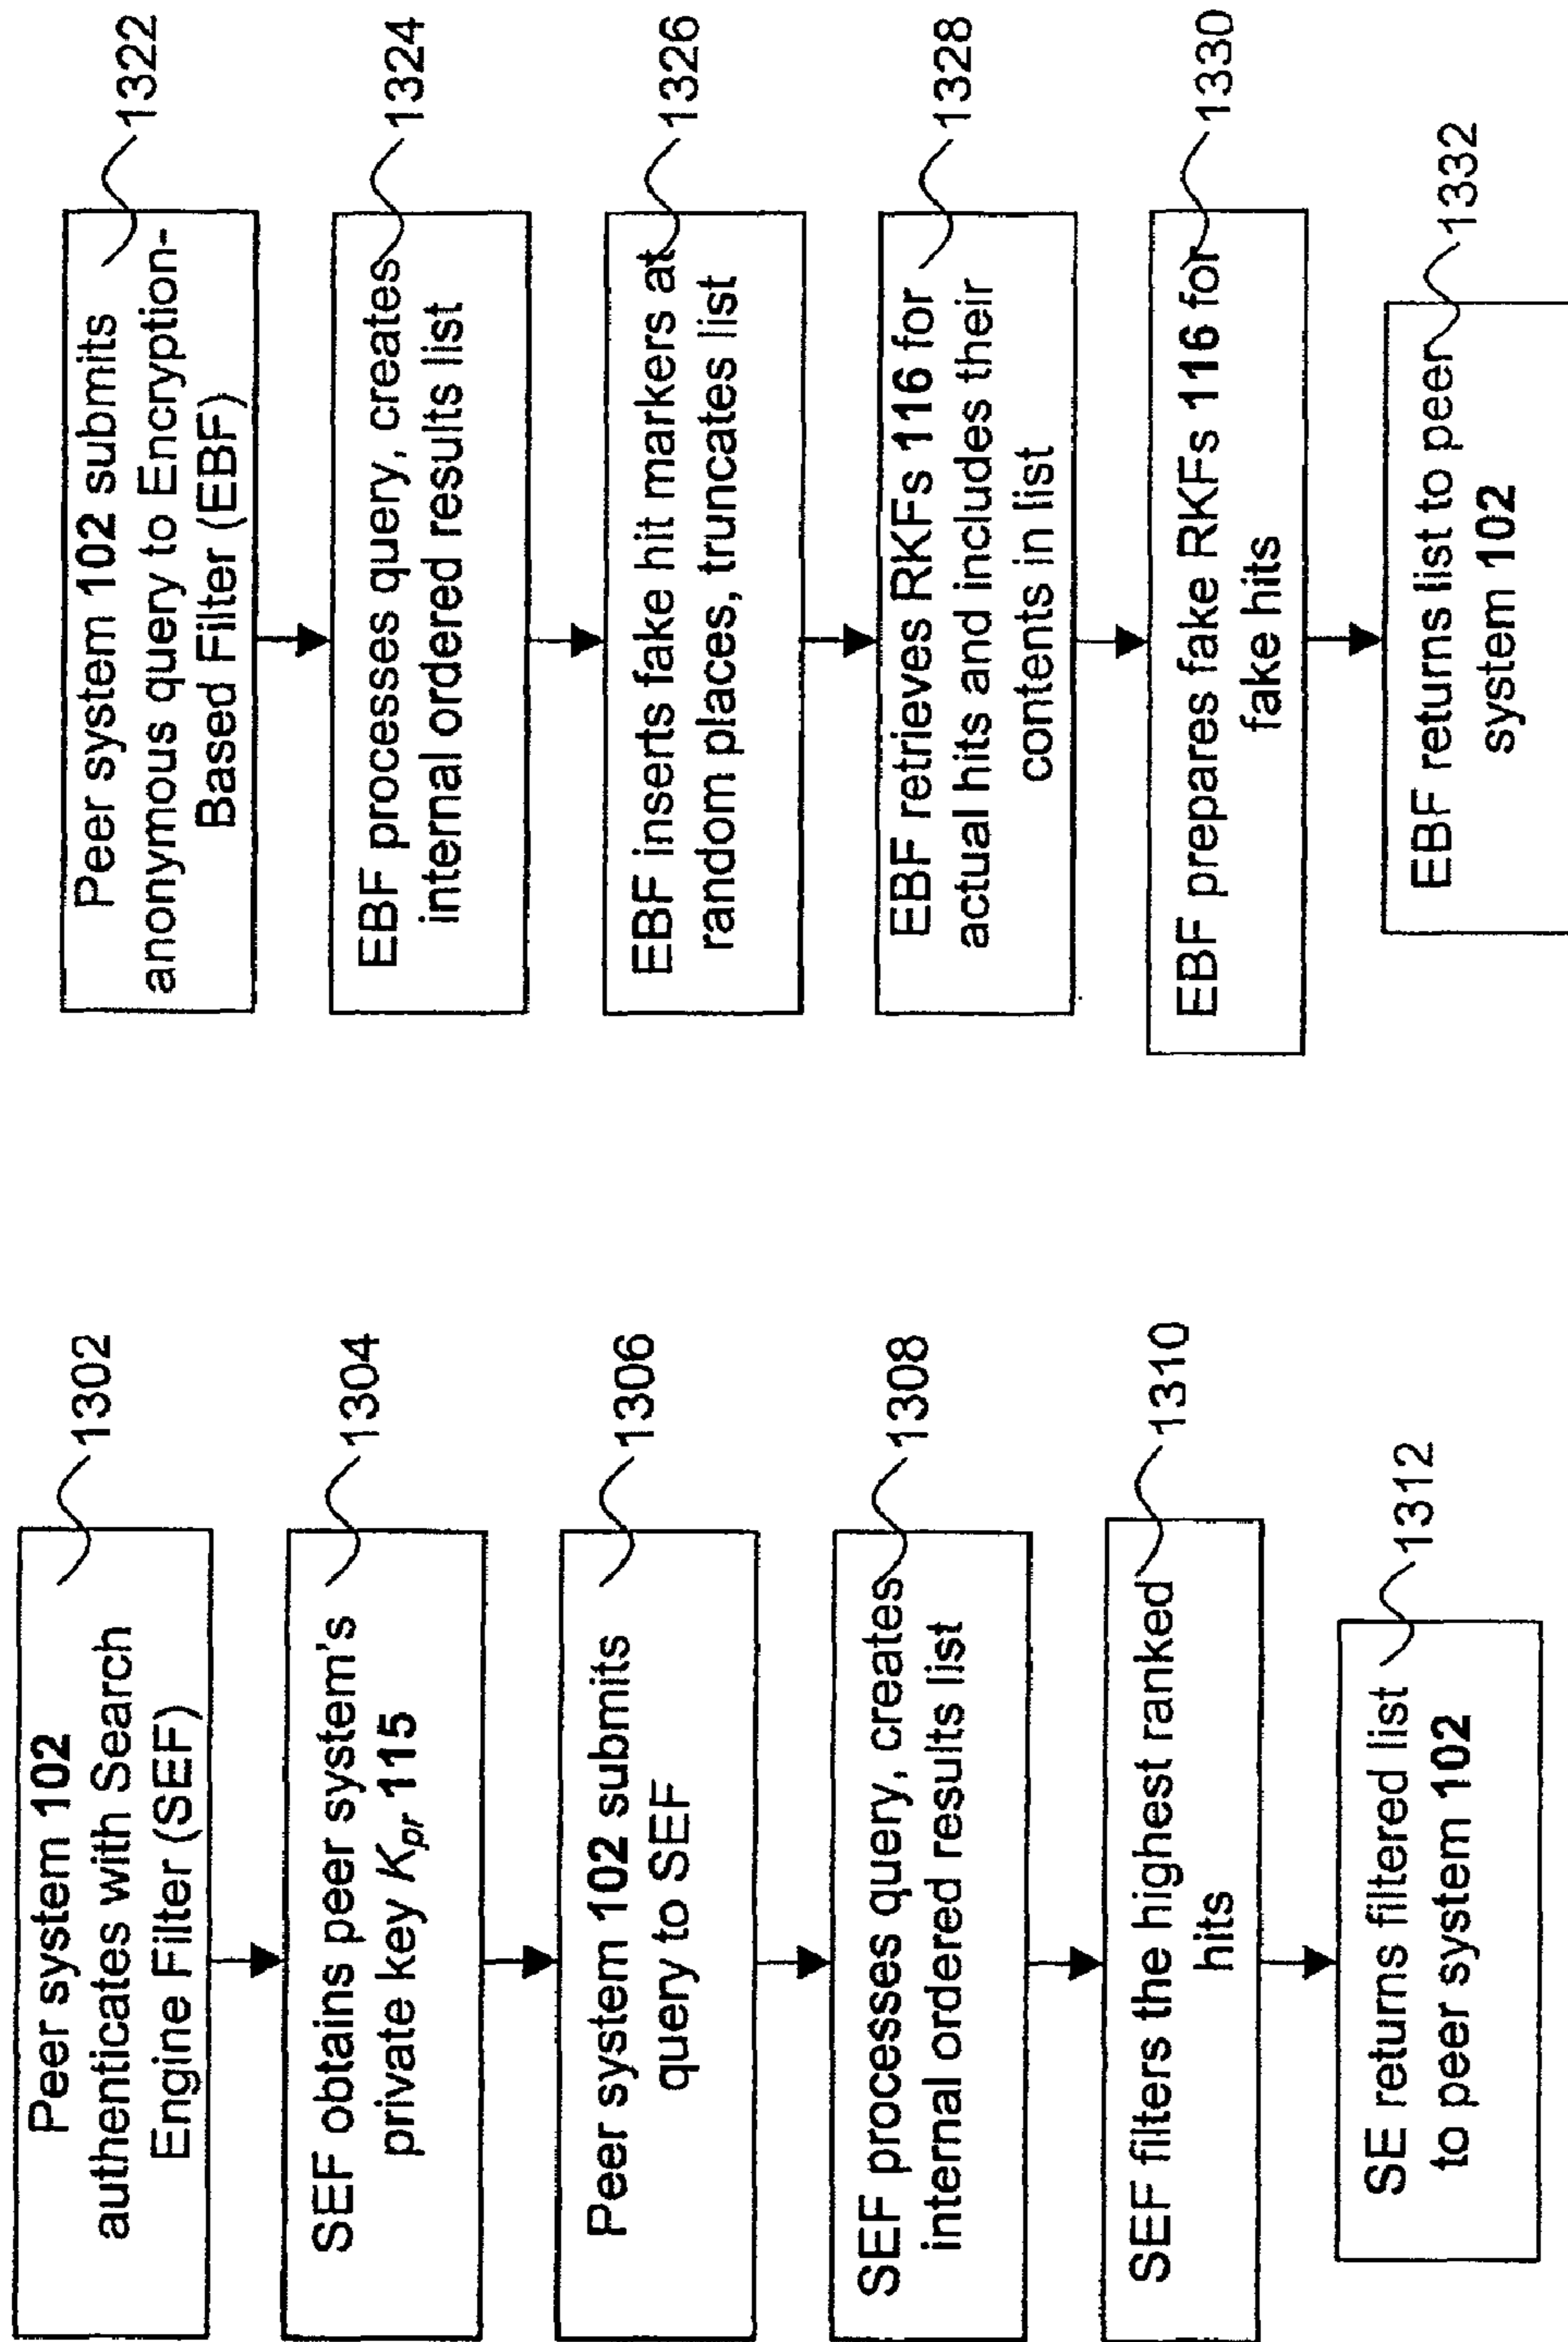 Peer system 102
authenticates with Search
Engine Filter (SEF)
1302
SEF obtains peer system's
private key Kpr 115
1304
Peer system 102 submits
query to SEF
1306
SEF processes query, creates
internal ordered results list
1308
SEF filters the highest ranked
hits
1310
SE returns filtered list
to peer system 102
1312
Peer system 102 submits
anonymous query to Encryption-
Based Filter (EBF)
1322
EBF processes query, creates
internal ordered results list
1324
EBF inserts fake hit markers at
random places, truncates list
1326
EBF retrieves RKFs 116 for
actual hits and includes their
contents in list
1328
EBF prepares fake RKFs 116 for
fake hits
1330
EBF returns list to peer
system 102
1332